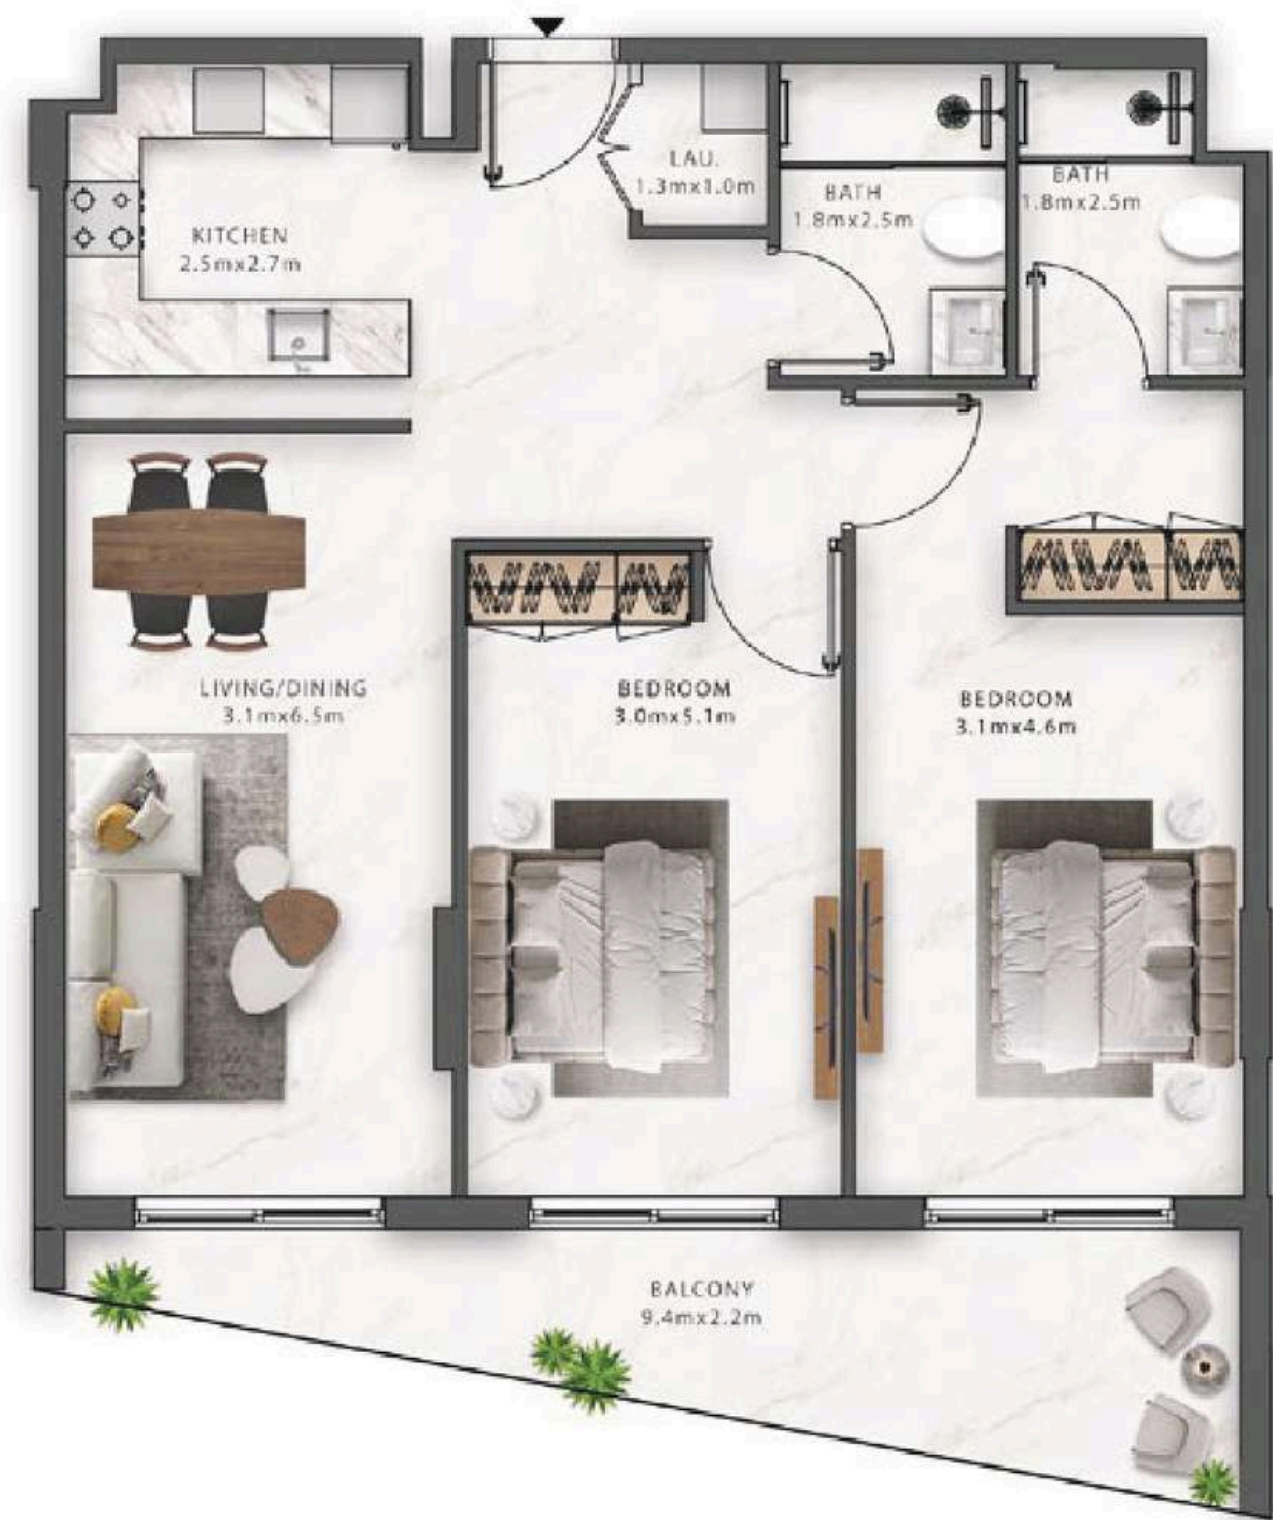 LAU.
1.3mx1.0m
BATH
1.8mx2.5m
BATH
1.8mx2.5m
KITCHEN
2.5mx2.7m
LIVING/DINING
3.1mx6.5m
BEDROOM
3.0mx5.1m
BEDROOM
3.1mx4.6m
BALCONY
9.4mx2.2m